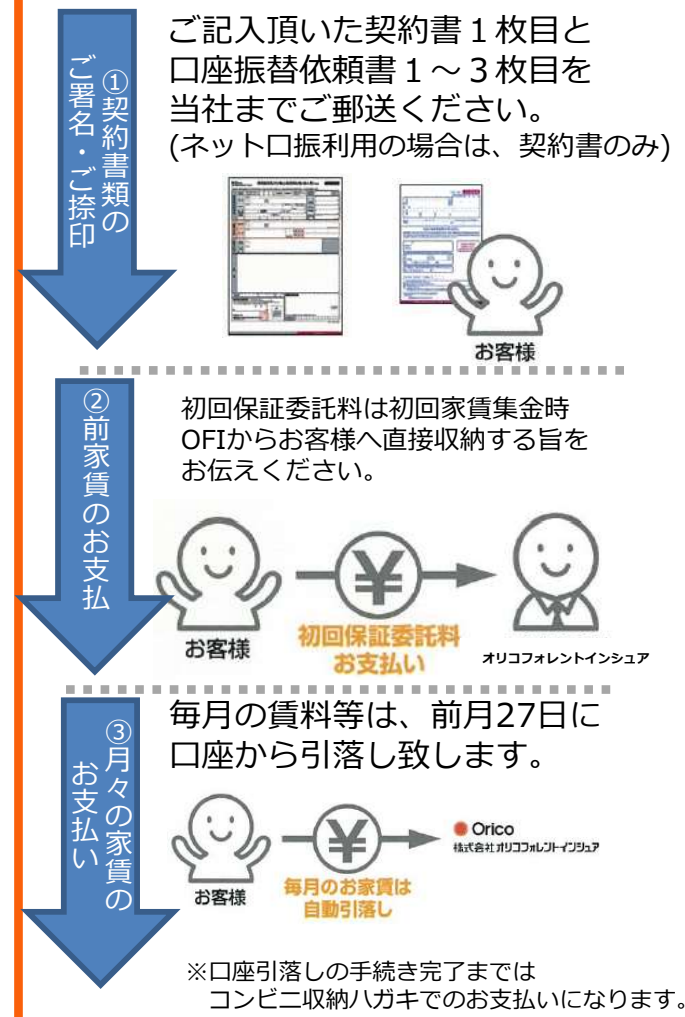 ①契約書類の
ご署名・ご捺印
ご記入頂いた契約書１枚目と
口座振替依頼書１～３枚目を
当社までご郵送ください。
(ネット口振利用の場合は、契約書のみ)
お客様
②前家賃のお支払
初回保証委託料は初回家賃集金時
OFIからお客様へ直接収納する旨を
お伝えください。
お客様
初回保証委託料
お支払い
オリコフォレントインシュア
③月々の家賃の
お支払い
毎月の賃料等は、前月27日に
口座から引落し致します。
お客様
毎月のお家賃は
自動引落し
Orico
株式会社オリコフォレントインシュア
※口座引落しの手続き完了までは
コンビニ収納ハガキでのお支払いになります。